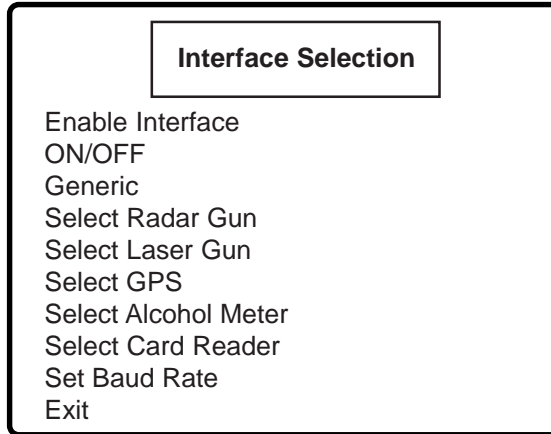 Interface Selection
Enable Interface
ON/OFF
Generic
Select Radar Gun
Select Laser Gun
Select GPS
Select Alcohol Meter
Select Card Reader
Set Baud Rate
Exit